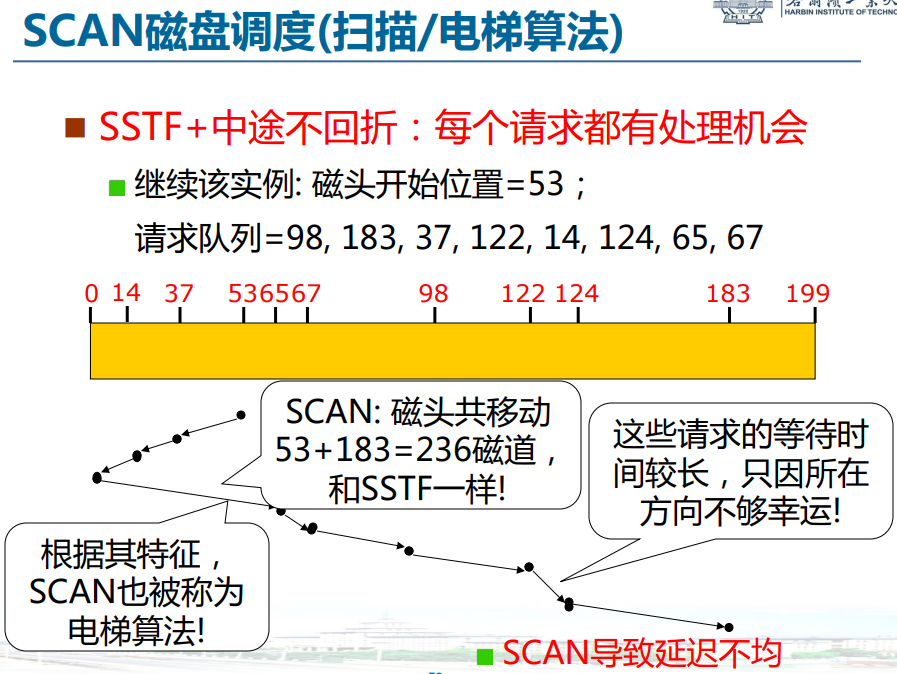 SCAN磁盘调度(扫描/电梯算法)
HARBIN INSTITUTE OF TECHNO
SSTF+中途不回折：每个请求都有处理机会
继续该实例: 磁头开始位置=53；
请求队列=98, 183, 37, 122, 14, 124, 65, 67
0 14 37 536567 98 122 124 183 199
SCAN: 磁头共移动
53+183=236磁道，
和SSTF一样!
这些请求的等待时
间较长，只因所在
方向不够幸运!
根据其特征，
SCAN也被称为
电梯算法!
SCAN导致延迟不均